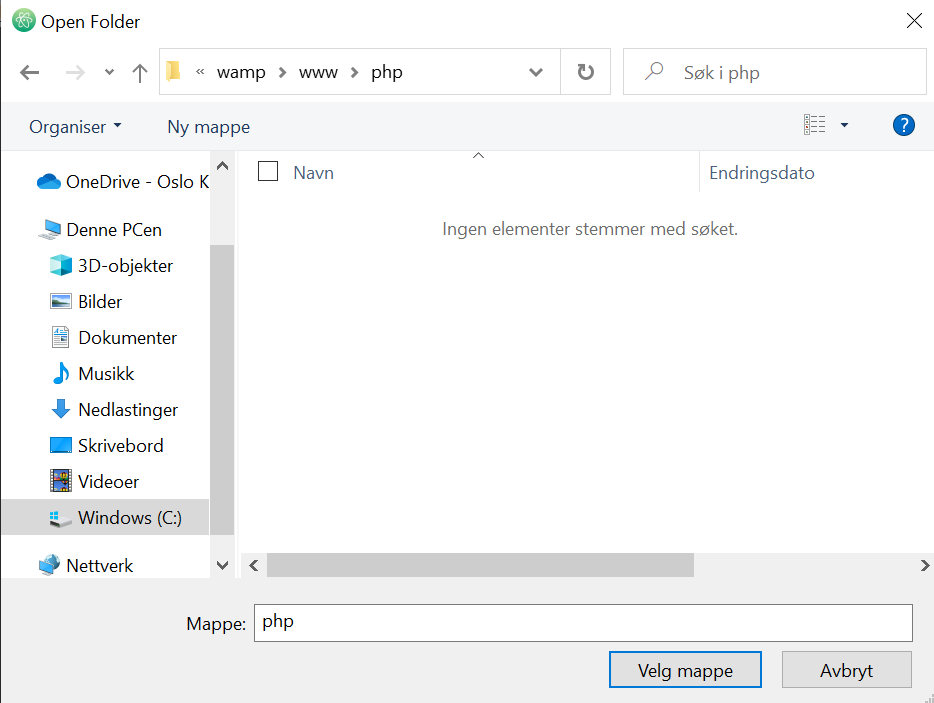 Open Folder
« wamp > www > php
Søk i php
Organiser
Ny mappe
?
OneDrive - Oslo K
Denne PCen
3D-objekter
Bilder
Dokumenter
Musikk
Nedlastinger
Skrivebord
Videoer
Windows (C:)
Nettverk
Navn
Endringsdato
Ingen elementer stemmer med søket.
Mappe: php
Velg mappe
Avbryt